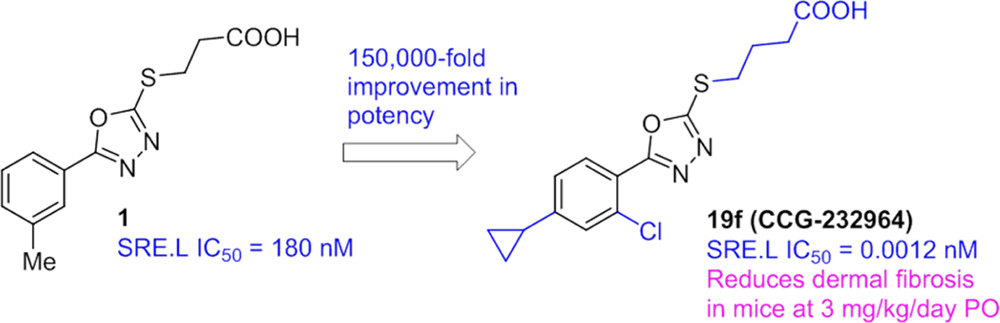 COOH
S
O
N
N
1
Me
SRE.L IC50 = 180 nM
150,000-fold
improvement in
potency
COOH
S
O
N
N
Cl
19f (CCG-232964)
SRE.L IC50 = 0.0012 nM
Reduces dermal fibrosis
in mice at 3 mg/kg/day PO